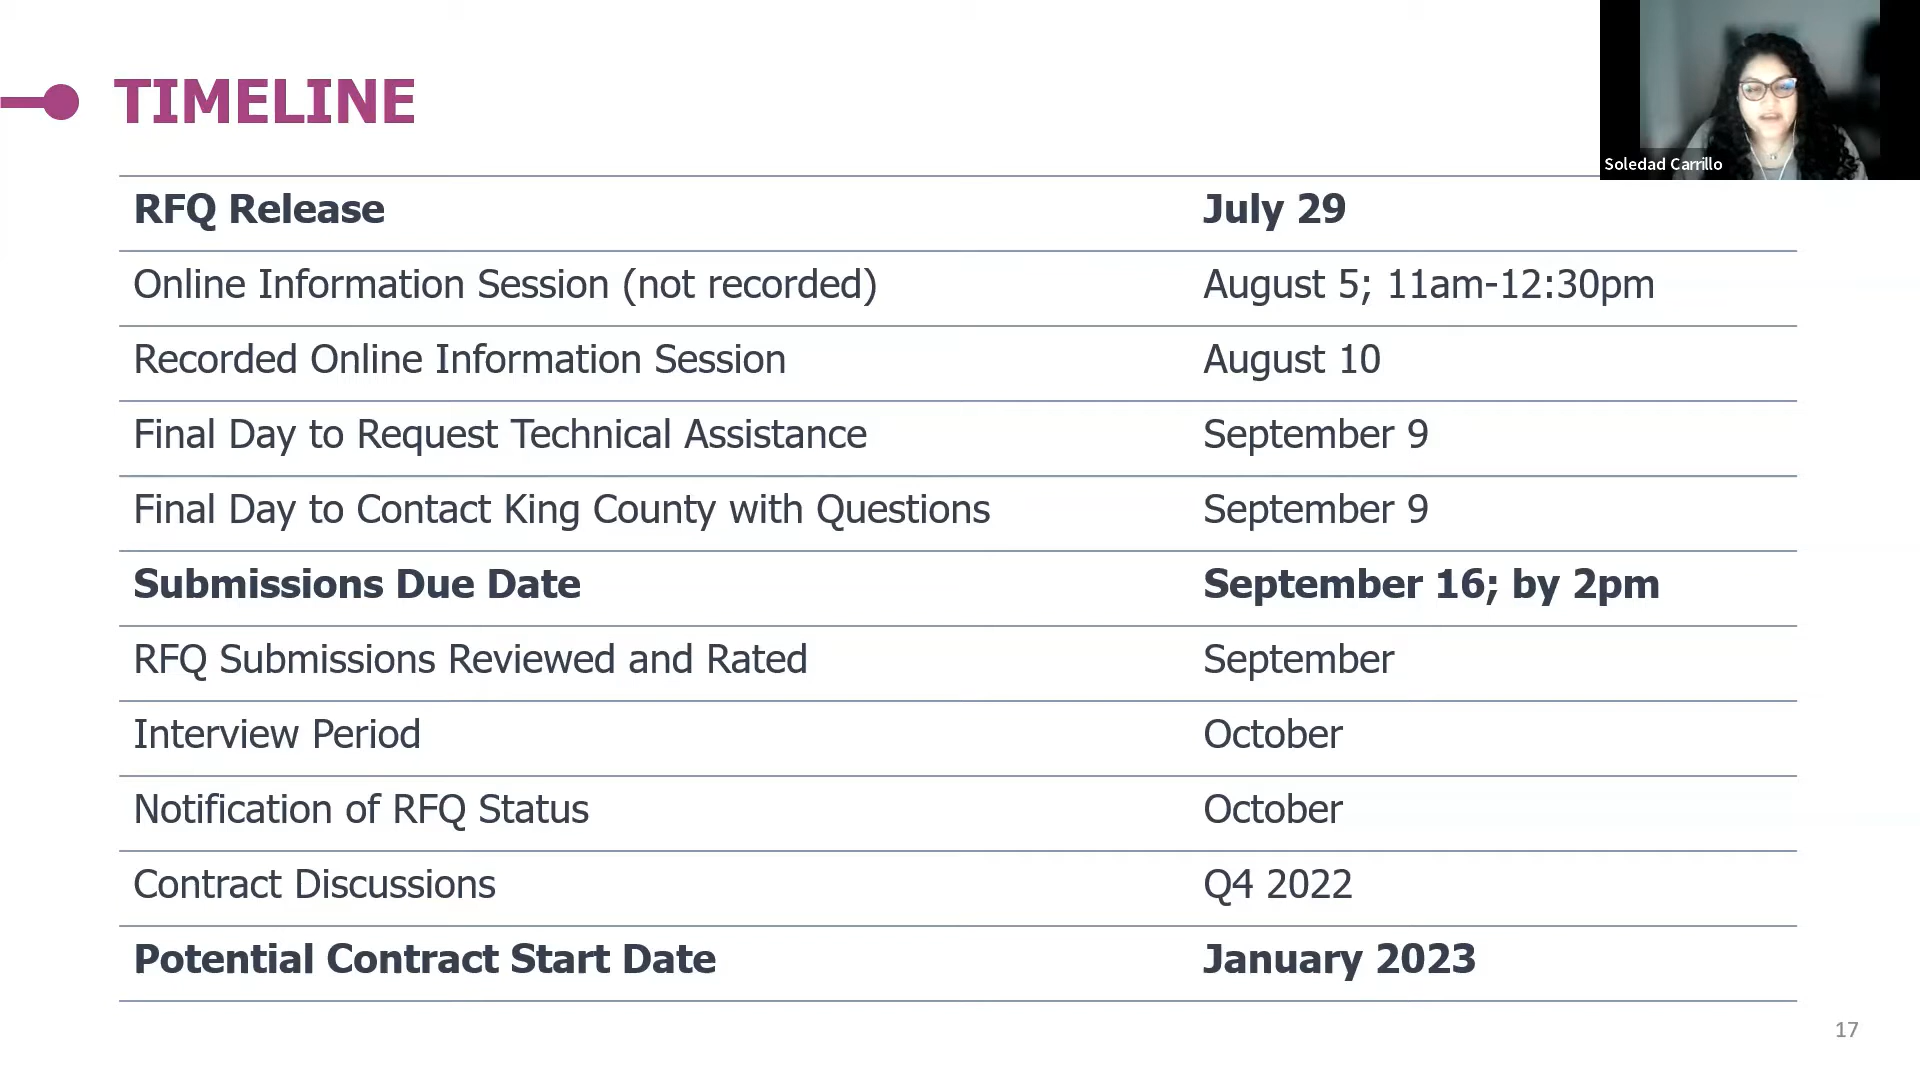 TIMELINE
Soledad Carrillo
RFQ Release July 29
Online Information Session (not recorded) August 5; 11am-12:30pm
Recorded Online Information Session August 10
Final Day to Request Technical Assistance September 9
Final Day to Contact King County with Questions September 9
Submissions Due Date September 16; by 2pm
RFQ Submissions Reviewed and Rated September
Interview Period October
Notification of RFQ Status October
Contract Discussions Q4 2022
Potential Contract Start Date January 2023
17